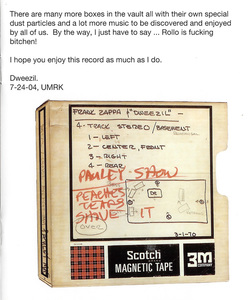 There are many more boxes in the vault all with their own special
dust particles and a lot more music to be discovered and enjoyed
by all of us. By the way, I just have to say ... Rollo is fucking
bitchen!
I hope you enjoy this record as much as I do.
Dweezil.
7-24-04, UMRK
FRANK ZAPPA / "DWEEZIL" -
4-TRACK STEREO/BASEMENT
1 - LEFT
2 - CENTER, FRONT
3 - RIGHT
4 - REAR
PAULEY SHOW
PEACHES
TEARS
SHAVE IT
3-1-70
Scotch
MAGNETIC TAPE
3M